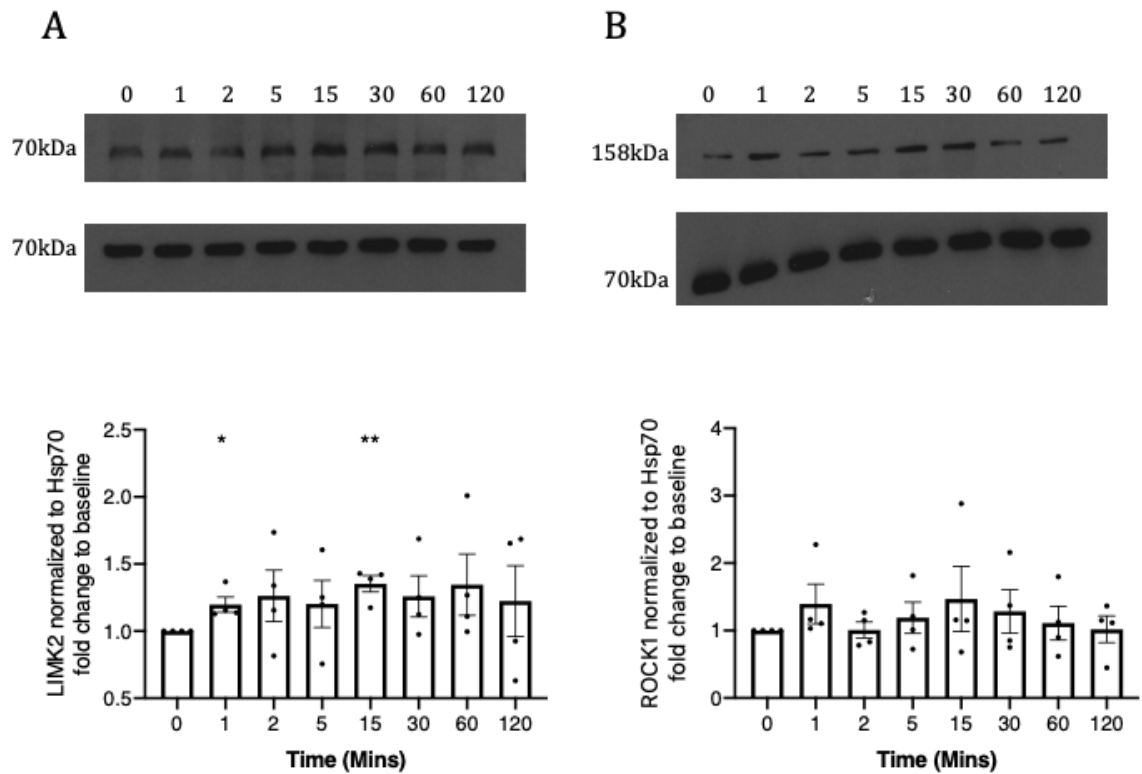 A
0 1 2 5 15 30 60 120
70kDa
70kDa
LIMK2 normalized to Hsp70
fold change to baseline
2.5
2.0
1.5
1.0
0.5
* **
0 1 2 5 15 30 60 120
Time (Mins)
B
0 1 2 5 15 30 60 120
158kDa
70kDa
ROCK1 normalized to Hsp70
fold change to baseline
4
3
2
1
0
0 1 2 5 15 30 60 120
Time (Mins)